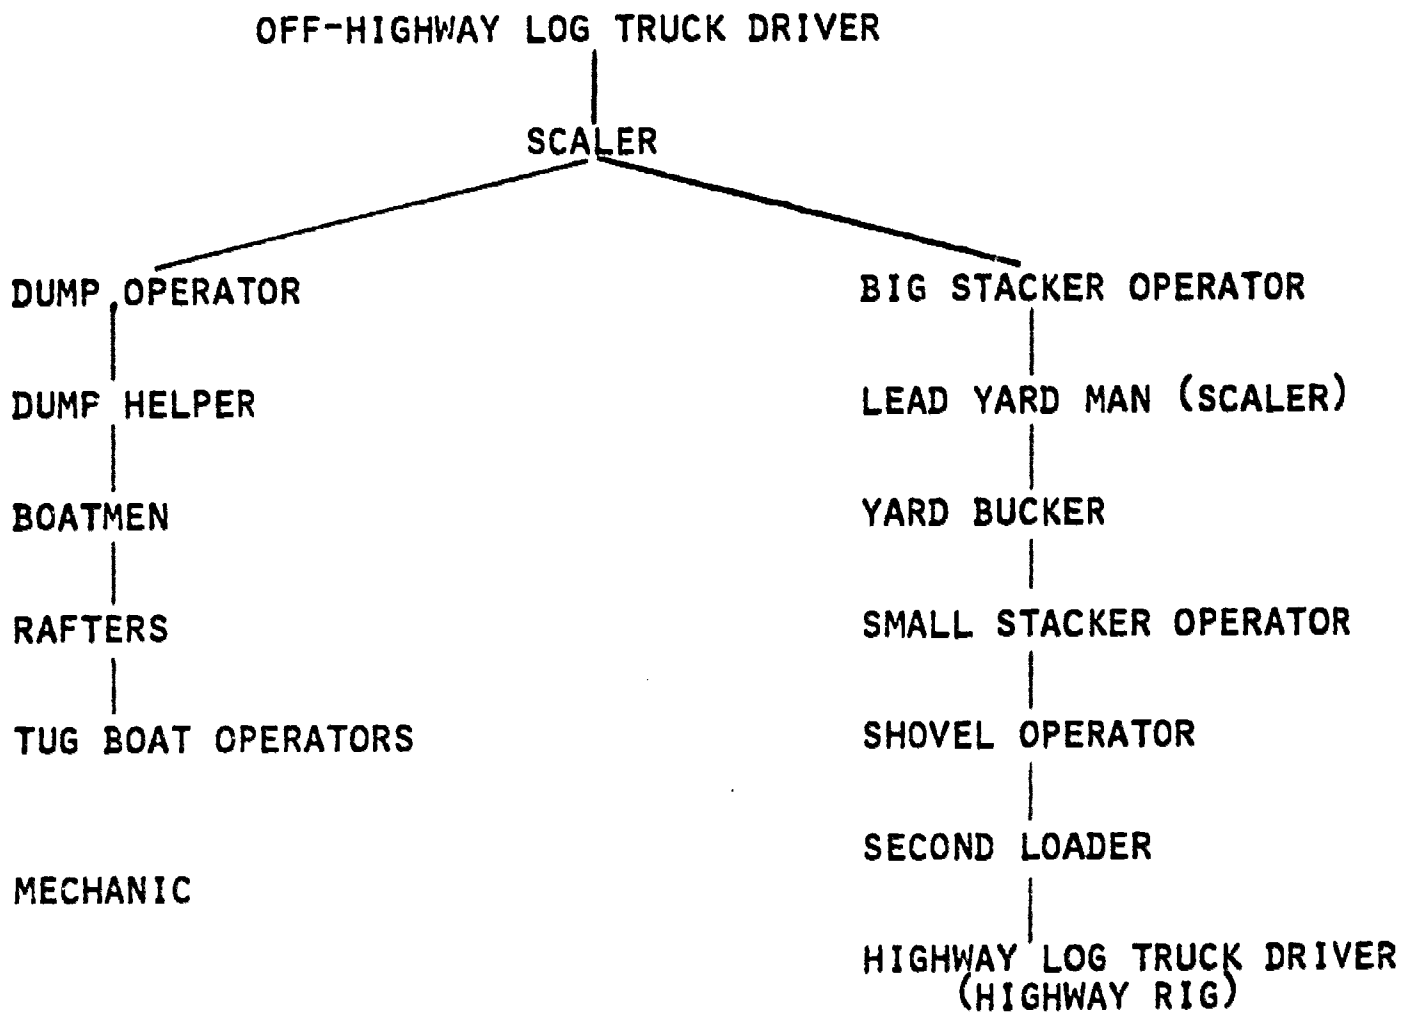 OFF-HIGHWAY LOG TRUCK DRIVER
SCALER
DUMP OPERATOR
DUMP HELPER
BOATMEN
RAFTERS
TUG BOAT OPERATORS
MECHANIC
BIG STACKER OPERATOR
LEAD YARD MAN (SCALER)
YARD BUCKER
SMALL STACKER OPERATOR
SHOVEL OPERATOR
SECOND LOADER
HIGHWAY LOG TRUCK DRIVER
(HIGHWAY RIG)